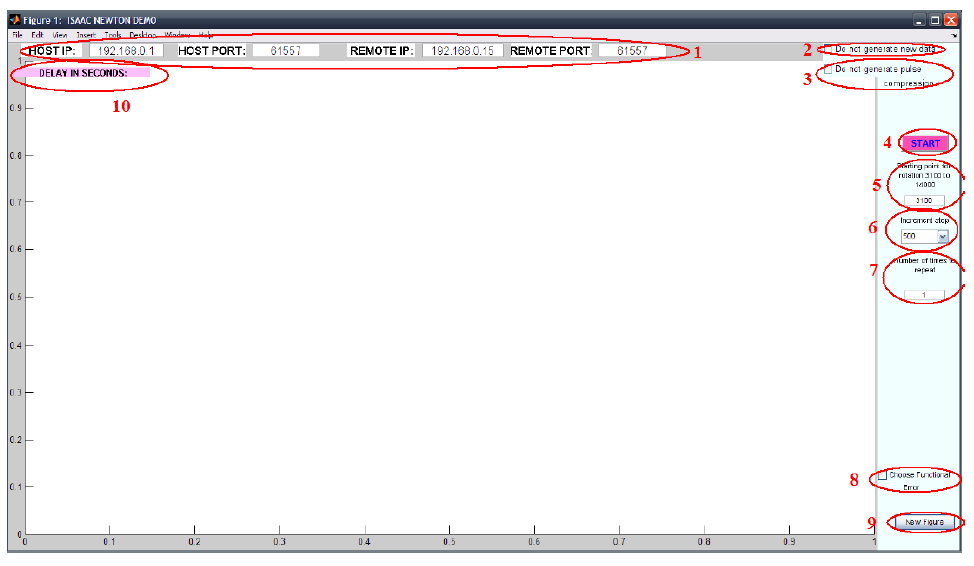 Figure 1: ISAAC NEWTON DEMO
File Edit View Insert Tools Desktop Window Help
HOST IP: 192.168.0.1 HOST PORT: 61557 REMOTE IP: 192.168.0.15 REMOTE PORT 61557 1
2 Do not generate new data
DELAY IN SECONDS:
10
3 Do not generate pulse
compression
4 START
Starting point for
rotation 3100 to
14000
5
3100
Increment step
6
500
Number of times to
7 repeat
1
8 Choose Functional
Error
9 New Figure
1
0.9
0.8
0.7
0.6
0.5
0.4
0.3
0.2
0.1
0
0 0.1 0.2 0.3 0.4 0.5 0.6 0.7 0.8 0.9 1